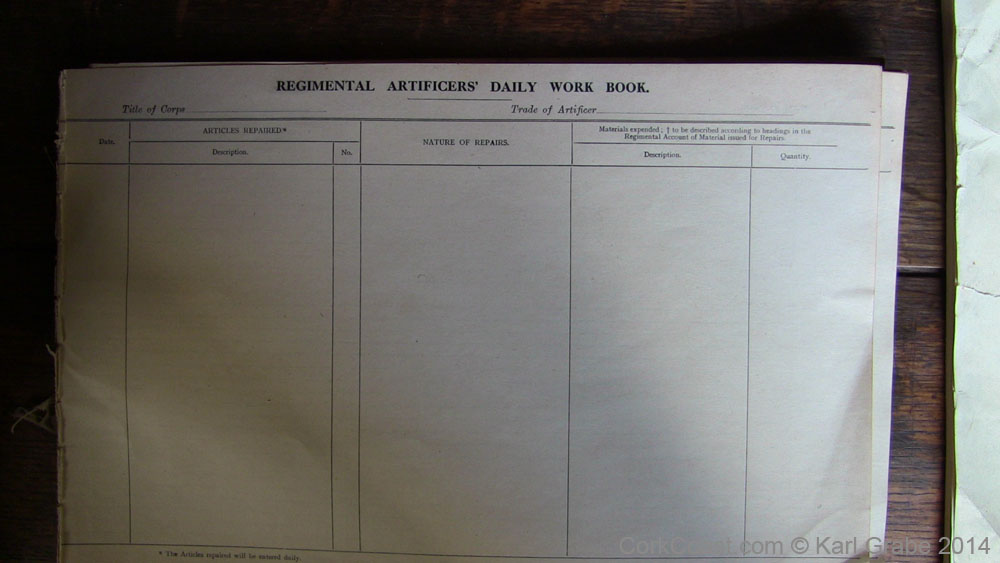 REGIMENTAL ARTIFICERS' DAILY WORK BOOK.
Title of Corps
Trade of Artificer
Date.
ARTICLES REPAIRED*
Description.
No.
NATURE OF REPAIRS.
Materials expended; † to be described according to headings in the
Regimental Account of Material issued for Repairs.
Description.
Quantity.
* The Articles repaired will be entered daily.
CorkCoast.com © Karl Grabe 2014